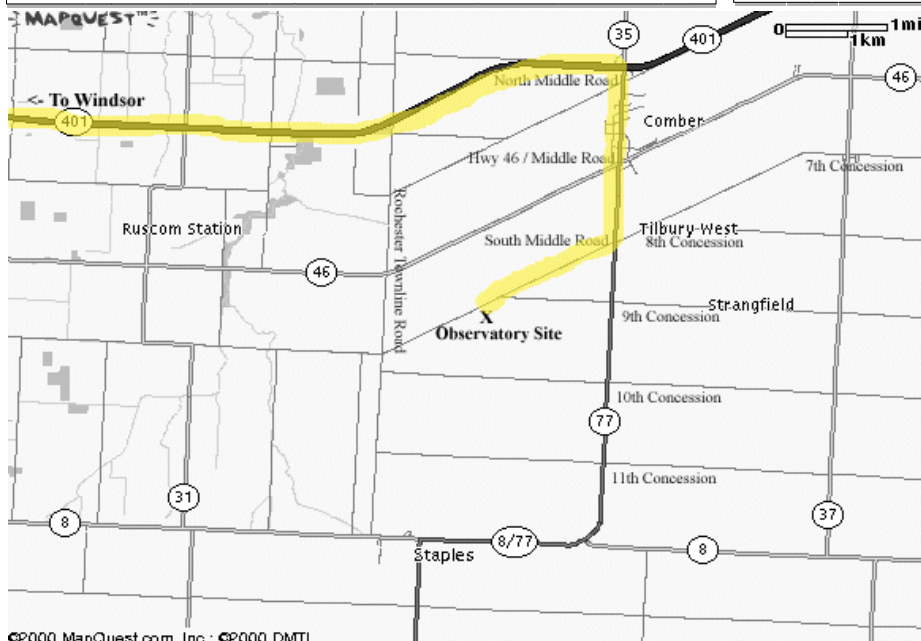 MAPQUEST™
35
401
0 1mi
1km
North Middle Road
46
<- To Windsor
401
Comber
Hwy 46 / Middle Road
7th Concession
Rochester Townline Road
Ruscom Station
Tilbury West
South Middle Road
8th Concession
46
Strangfield
X
9th Concession
Observatory Site
10th Concession
77
11th Concession
31
37
8
8/77
8
Staples
©2000 MapQuest.com, Inc.; ©2000 DMTI